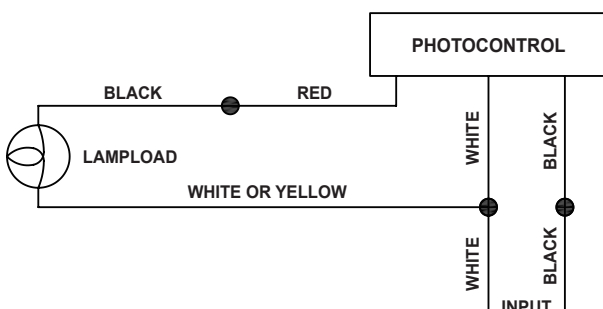 PHOTOCONTROL
BLACK
RED
WHITE
BLACK
LAMPLOAD
WHITE OR YELLOW
WHITE
BLACK
INPUT